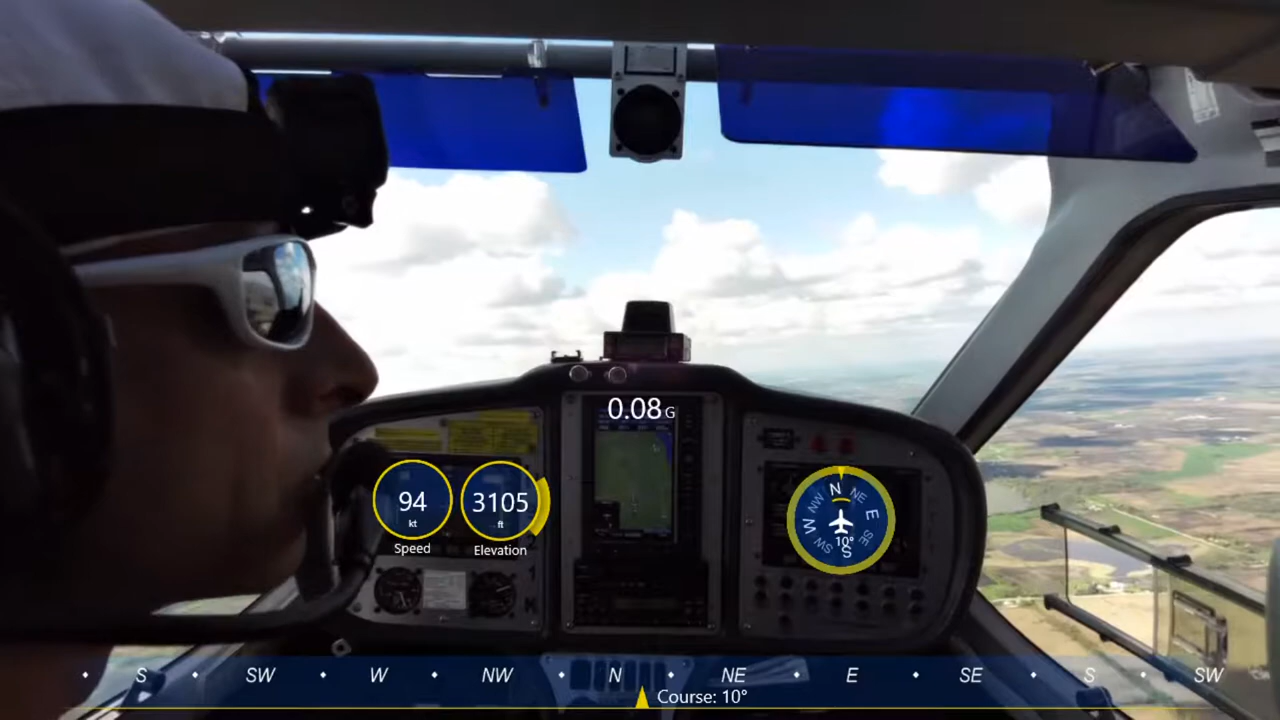 0.08 G
94
kt
Speed
3105
ft
Elevation
N
NW NE
W E
10°
SW SE
S
S SW W NW N NE E SE S SW
Course: 10°